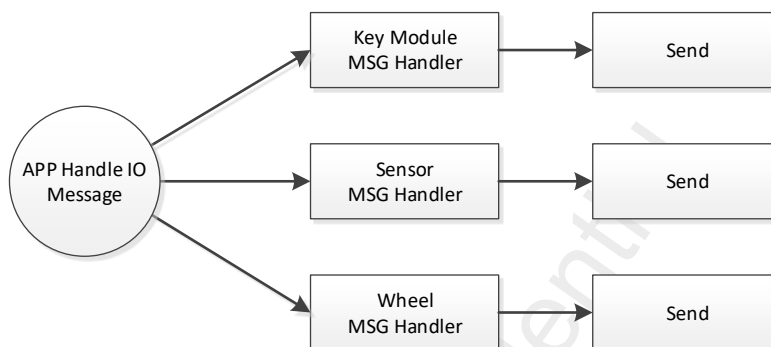 Key Module
MSG Handler
Send
APP Handle IO
Message
Sensor
MSG Handler
Send
Wheel
MSG Handler
Send